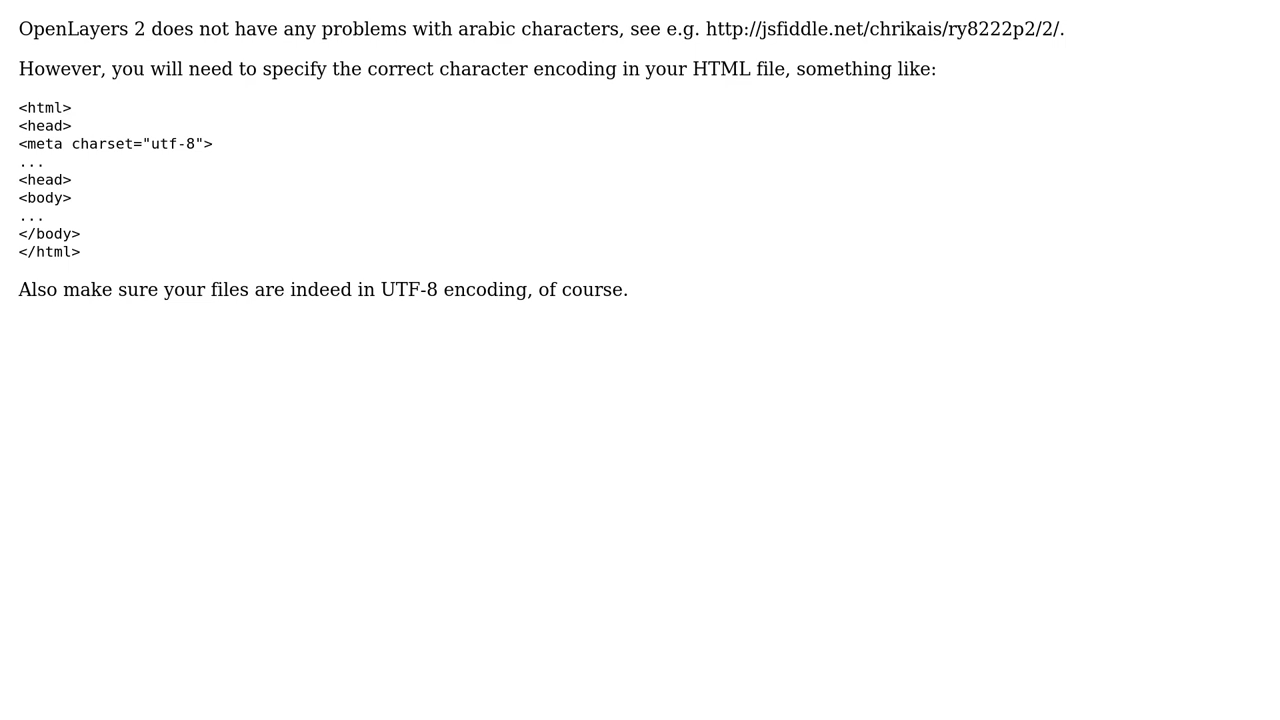 OpenLayers 2 does not have any problems with arabic characters, see e.g. http://jsfiddle.net/chrikais/ry8222p2/2/.
However, you will need to specify the correct character encoding in your HTML file, something like:
<html>
<head>
<meta charset="utf-8">
...
<head>
<body>
...
</body>
</html>
Also make sure your files are indeed in UTF-8 encoding, of course.